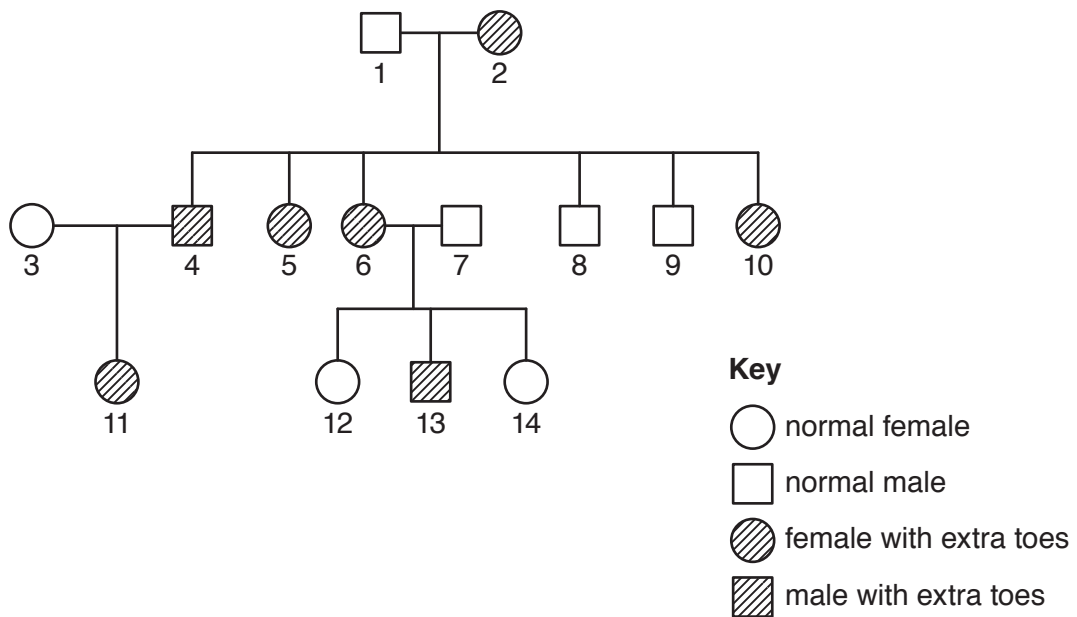 1 2
3 4 5 6 7 8 9 10
11 12 13 14
Key
normal female
normal male
female with extra toes
male with extra toes